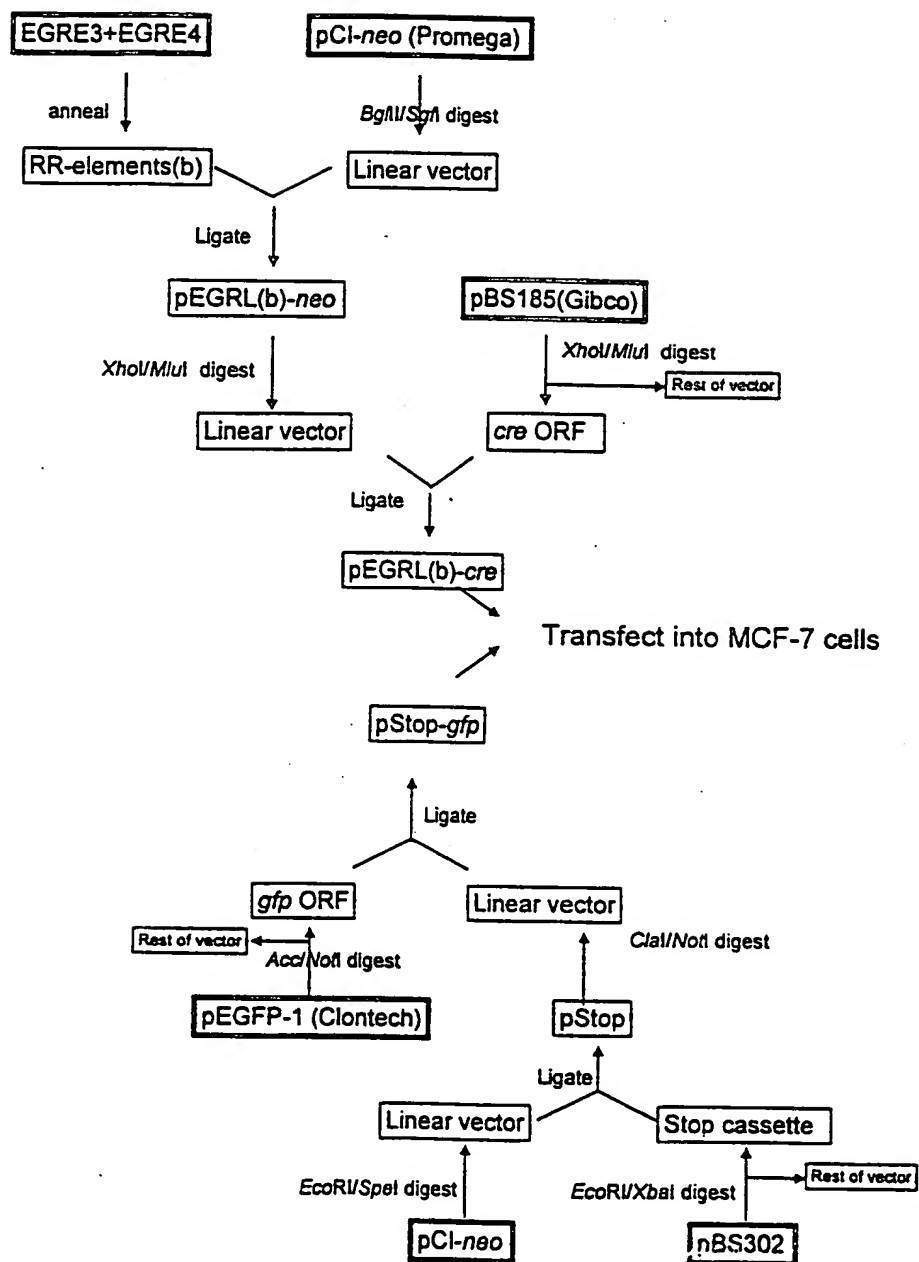 EGRE3+EGRE4
pCI-neo (Promega)
anneal
BglII/SgfI digest
RR-elements(b)
Linear vector
Ligate
pEGRL(b)-neo
pBS185(Gibco)
XhoI/MluI digest
XhoI/MluI digest
Rest of vector
Linear vector
cre ORF
Ligate
pEGRL(b)-cre
Transfect into MCF-7 cells
pStop-gfp
Ligate
gfp ORF
Linear vector
Rest of vector
AccI/NotI digest
ClaI/NotI digest
pEGFP-1 (Clontech)
pStop
Ligate
Linear vector
Stop cassette
EcoRI/SpeI digest
EcoRI/XbaI digest
Rest of vector
pCI-neo
pBS302